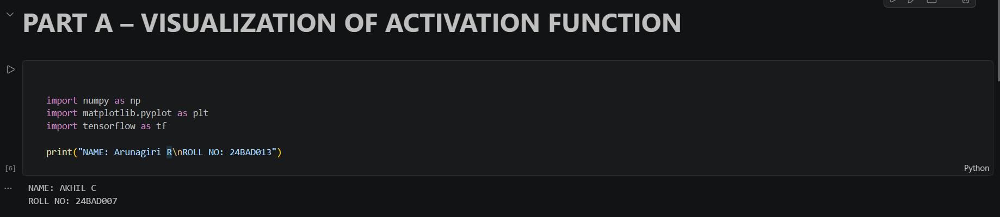 PART A – VISUALIZATION OF ACTIVATION FUNCTION
import numpy as np
import matplotlib.pyplot as plt
import tensorflow as tf
print("NAME: Arunagiri R\nROLL NO: 24BAD013")
[6]
Python
NAME: AKHIL C
ROLL NO: 24BAD007